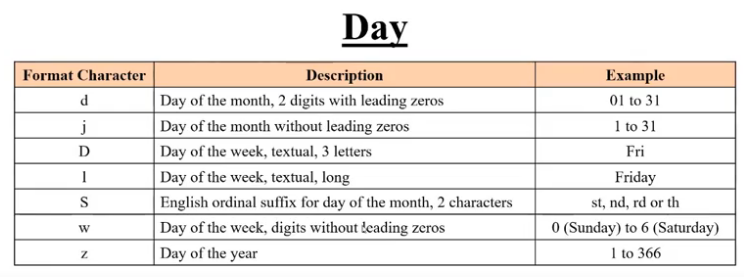 Day
Format Character Description Example
d Day of the month, 2 digits with leading zeros 01 to 31
j Day of the month without leading zeros 1 to 31
D Day of the week, textual, 3 letters Fri
l Day of the week, textual, long Friday
S English ordinal suffix for day of the month, 2 characters st, nd, rd or th
w Day of the week, digits without leading zeros 0 (Sunday) to 6 (Saturday)
z Day of the year 1 to 366